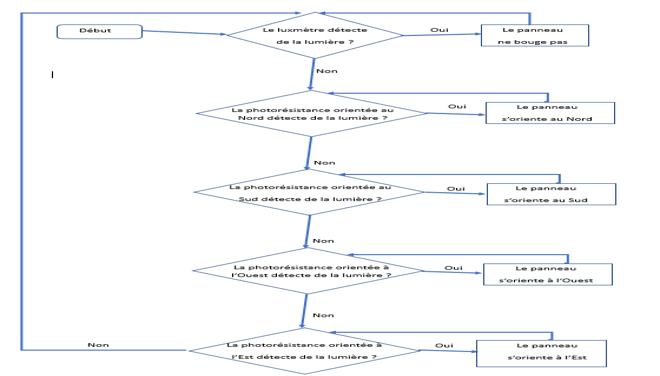 Début
Le luxmètre détecte
de la lumière ?
Oui
Le panneau
ne bouge pas
Non
La photorésistance orientée au
Nord détecte de la lumière ?
Oui
Le panneau
s’oriente au Nord
Non
La photorésistance orientée au
Sud détecte de la lumière ?
Oui
Le panneau
s’oriente au Sud
Non
La photorésistance orientée à
l’Ouest détecte de la lumière ?
Oui
Le panneau
s’oriente à l’Ouest
Non
La photorésistance orientée à
l’Est détecte de la lumière ?
Oui
Le panneau
s’oriente à l’Est
Non